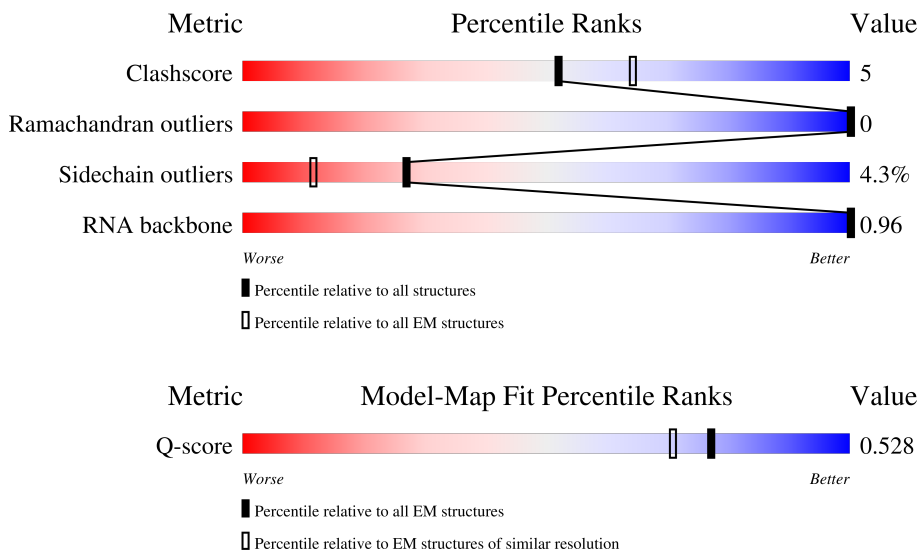 Metric Percentile Ranks Value
Clashscore 5
Ramachandran outliers 0
Sidechain outliers 4.3%
RNA backbone 0.96
Worse Better
Percentile relative to all structures
Percentile relative to all EM structures
Metric Model-Map Fit Percentile Ranks Value
Q-score 0.528
Worse Better
Percentile relative to all EM structures
Percentile relative to EM structures of similar resolution